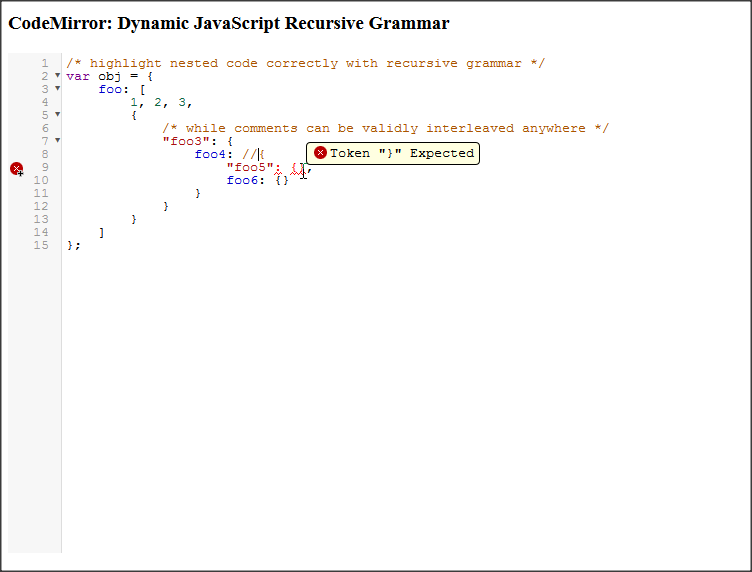 CodeMirror: Dynamic JavaScript Recursive Grammar
1 /* highlight nested code correctly with recursive grammar */
2 var obj = {
3 foo: [
4 1, 2, 3,
5 {
6 /* while comments can be validly interleaved anywhere */
7 "foo3": {
8 foo4: //{
Token "}" Expected
9 "foo5": {},
10 foo6: {}
11 }
12 }
13 }
14 ]
15 };